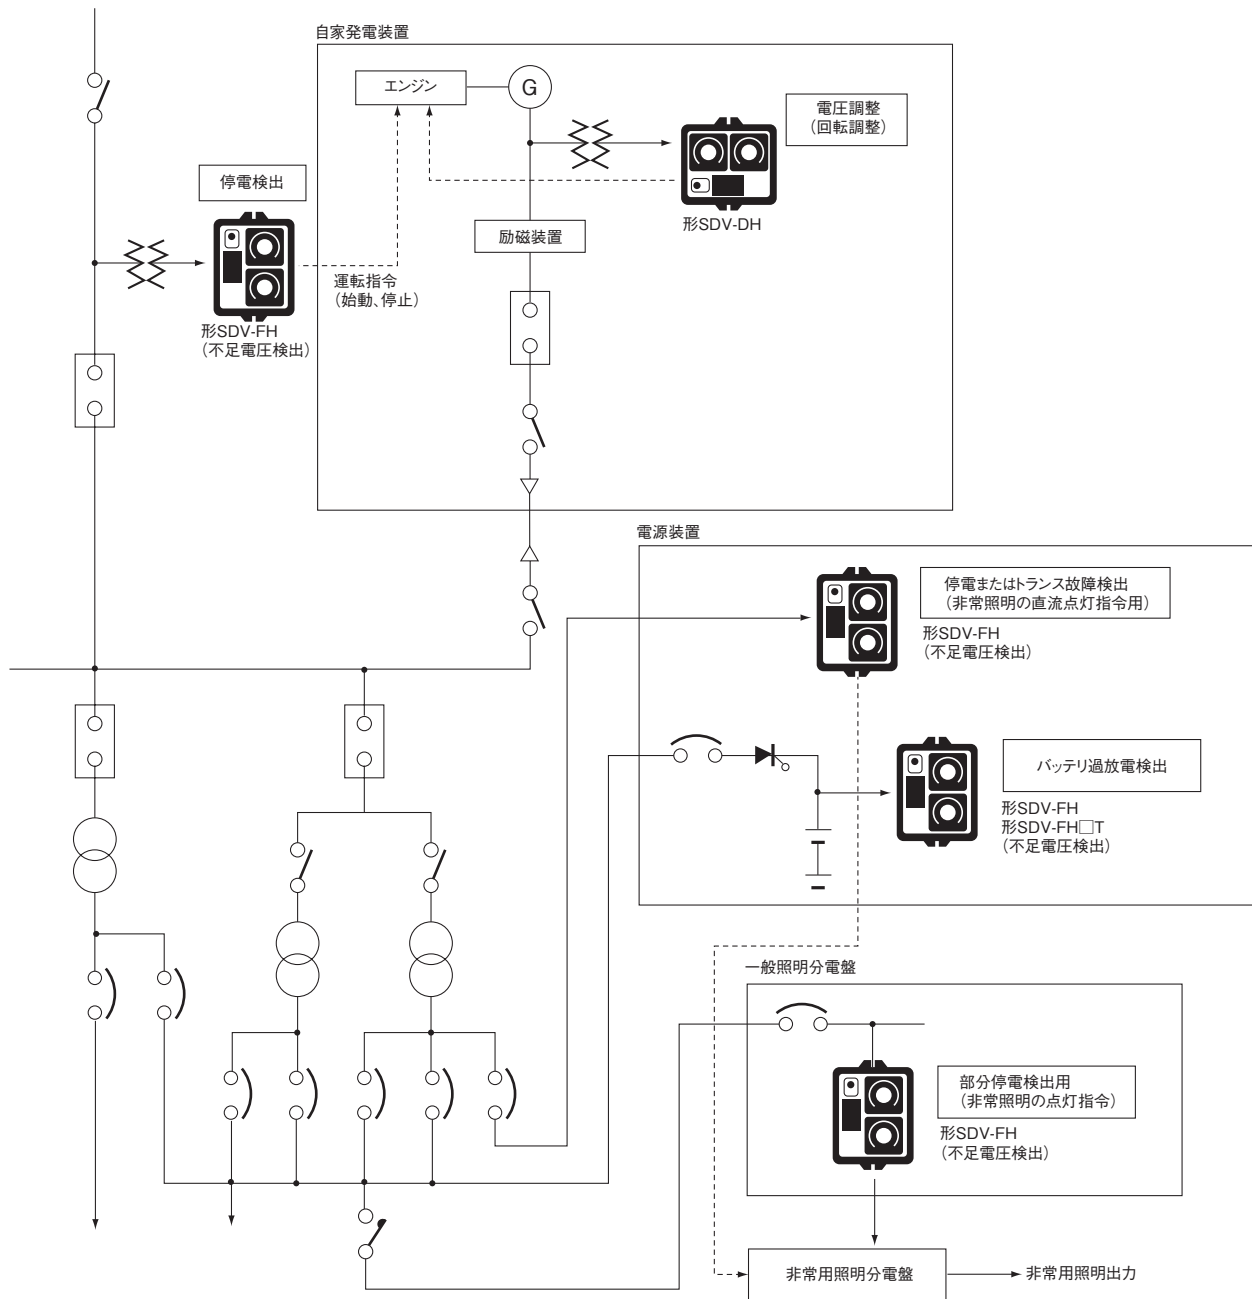 自家発電装置
エンジン
G
電圧調整
（回転調整）
停電検出
形SDV-DH
励磁装置
運転指令
（始動、停止）
形SDV-FH
（不足電圧検出）
電源装置
停電またはトランス故障検出
（非常照明の直流点灯指令用）
形SDV-FH
（不足電圧検出）
バッテリ過放電検出
形SDV-FH
形SDV-FH□T
（不足電圧検出）
一般照明分電盤
部分停電検出用
（非常照明の点灯指令）
形SDV-FH
（不足電圧検出）
非常用照明分電盤
非常用照明出力